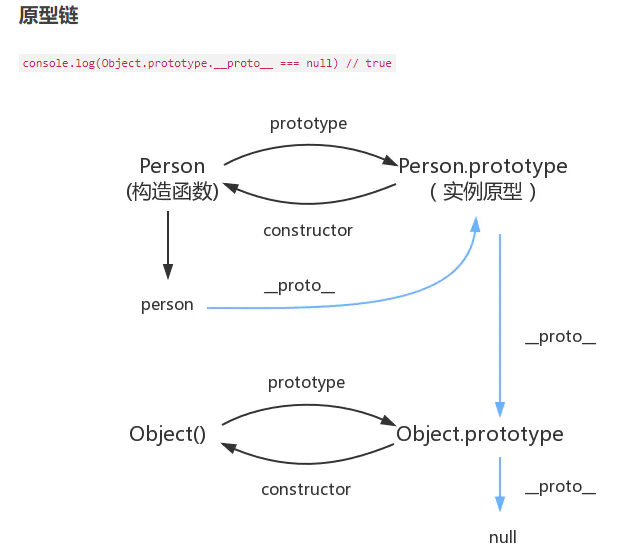 原型链
console.log(Object.prototype.__proto__ === null) // true
prototype
Person
(构造函数)
Person.prototype
（实例原型）
constructor
person
__proto__
__proto__
prototype
Object()
Object.prototype
constructor
__proto__
null